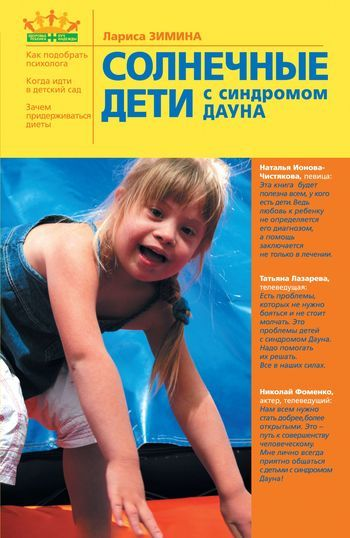 ЗДОРОВЬЕ РЕБЕНКА
ЛУЧ НАДЕЖДЫ
Как подобрать
психолога
Когда идти
в детский сад
Зачем
придерживаться
диеты
Лариса ЗИМИНА
СОЛНЕЧНЫЕ
ДЕТИ с синдромом
ДАУНА
Наталья Ионова-
Чистякова, певица:
Эта книга будет
полезна всем, у кого
есть дети. Ведь
любовь к ребенку
не определяется
его диагнозом,
а помощь
заключается
не только в лечении.
Татьяна Лазарева,
телеведущая:
Есть проблемы,
которых не нужно
бояться и не стоит
молчать. Это
проблемы детей
с синдромом Дауна.
Надо помогать
их решать.
Все в наших силах.
Николай Фоменко,
актер, телеведущий:
Нам всем нужно
стать добрее, более
открытыми. Это –
путь к совершенству
человеческому.
Мне лично всегда
приятно общаться
с детьми с синдромом
Дауна!